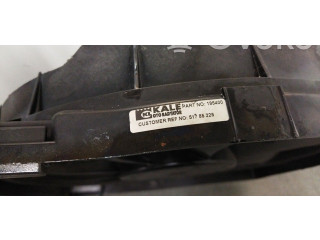 KALE PART NO: 195400
OTO RADYATÖR
CUSTOMER REF NO: 517 86 229